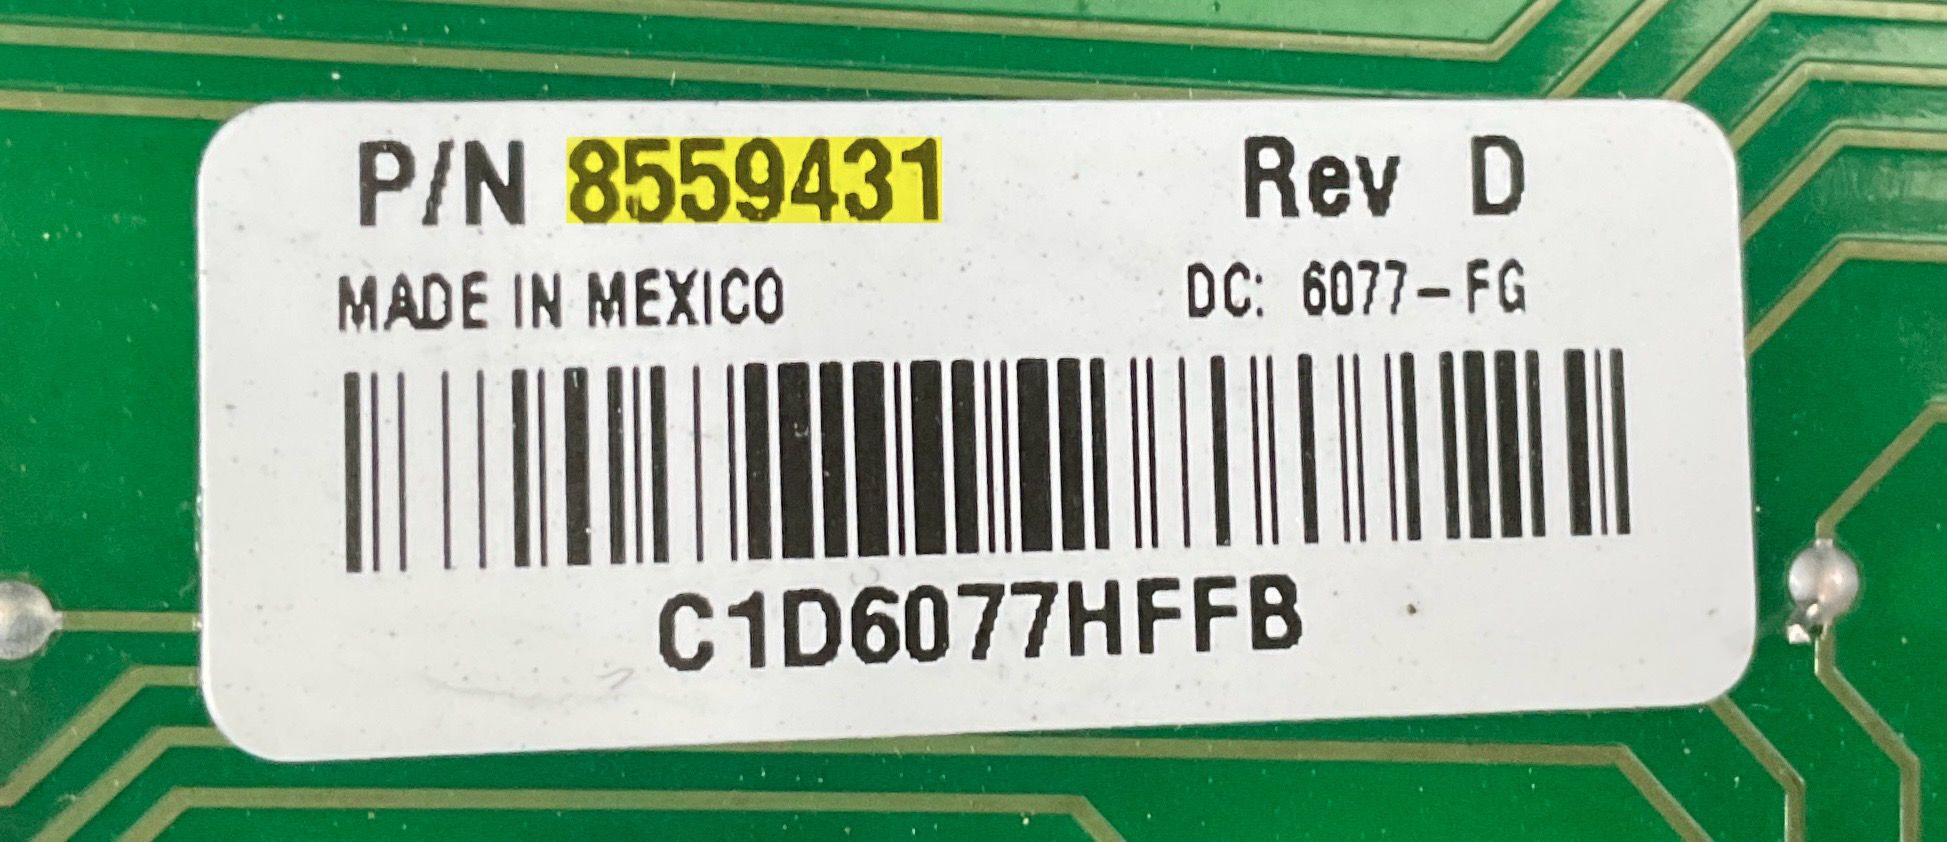 P/N 8559431 Rev D
MADE IN MEXICO DC: 6077-FG
C1D6077HFFB